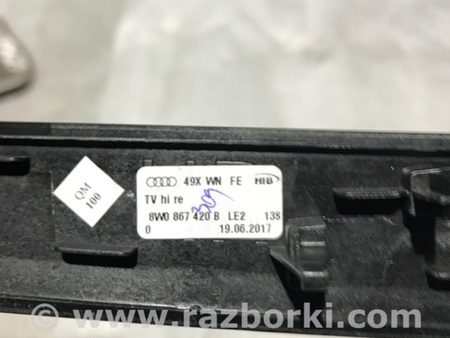 QM
100
49X WN FE HIB
TV hi re
309
8W0 867 420 B LE2 138
0 19.06.2017
www.razborki.com